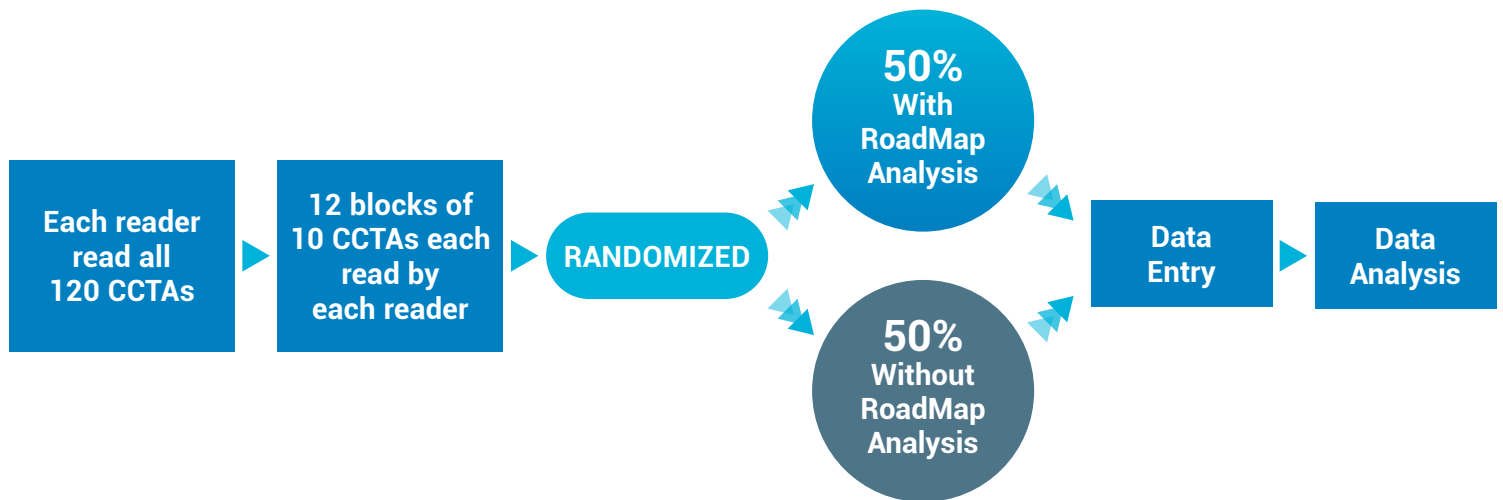 Each reader
read all
120 CCTAs
12 blocks of
10 CCTAs each
read by
each reader
RANDOMIZED
50%
With
RoadMap
Analysis
50%
Without
RoadMap
Analysis
Data
Entry
Data
Analysis